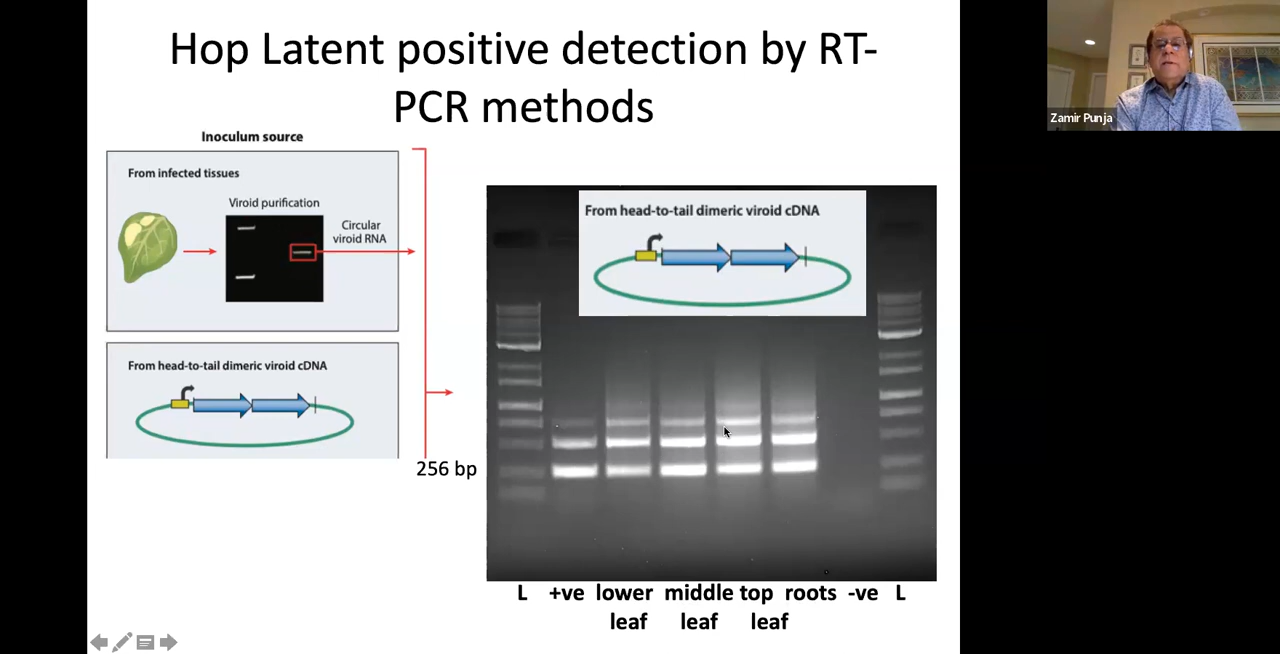 Hop Latent positive detection by RT-
PCR methods
Zamir Punja
Inoculum source
From infected tissues
Viroid purification
Circular
viroid RNA
From head-to-tail dimeric viroid cDNA
256 bp
From head-to-tail dimeric viroid cDNA
L +ve lower middle top roots -ve L
leaf leaf leaf